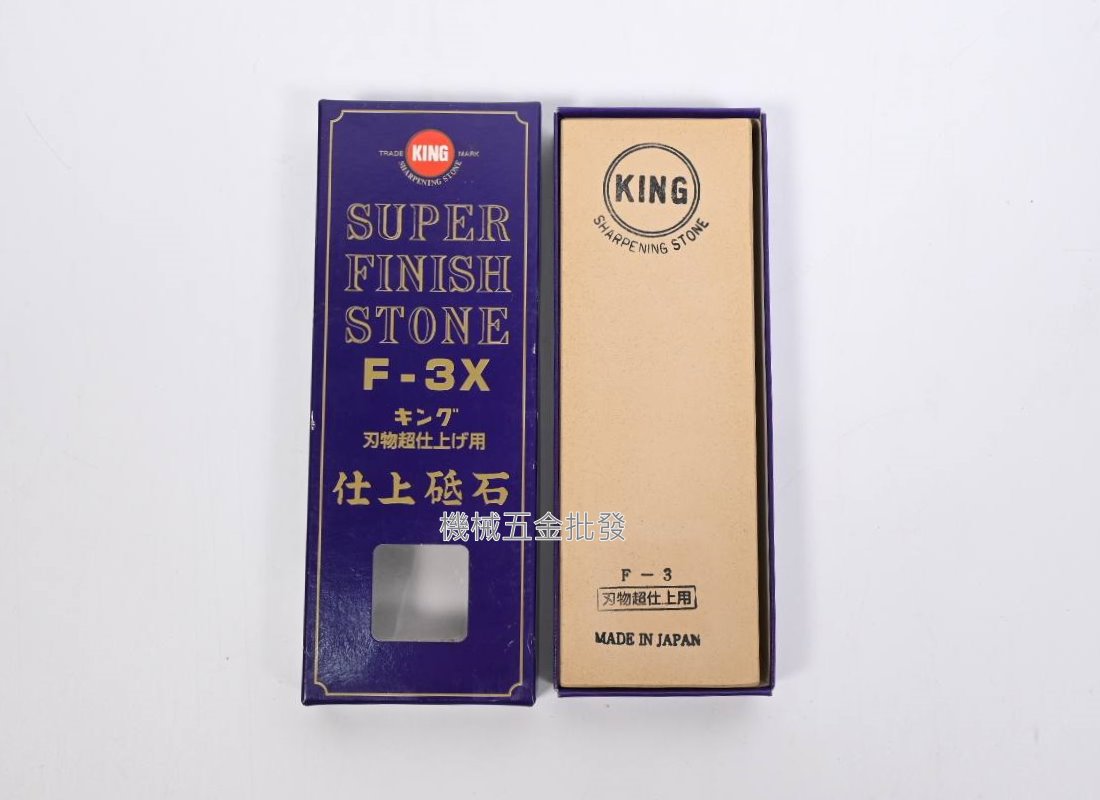 TRADE KING MARK
SHARPENING STONE
SUPER
FINISH
STONE
F-3X
キング
刃物超仕上げ用
仕上砥石
機械五金批發
KING
SHARPENING STONE
F-3
刃物超仕上用
MADE IN JAPAN